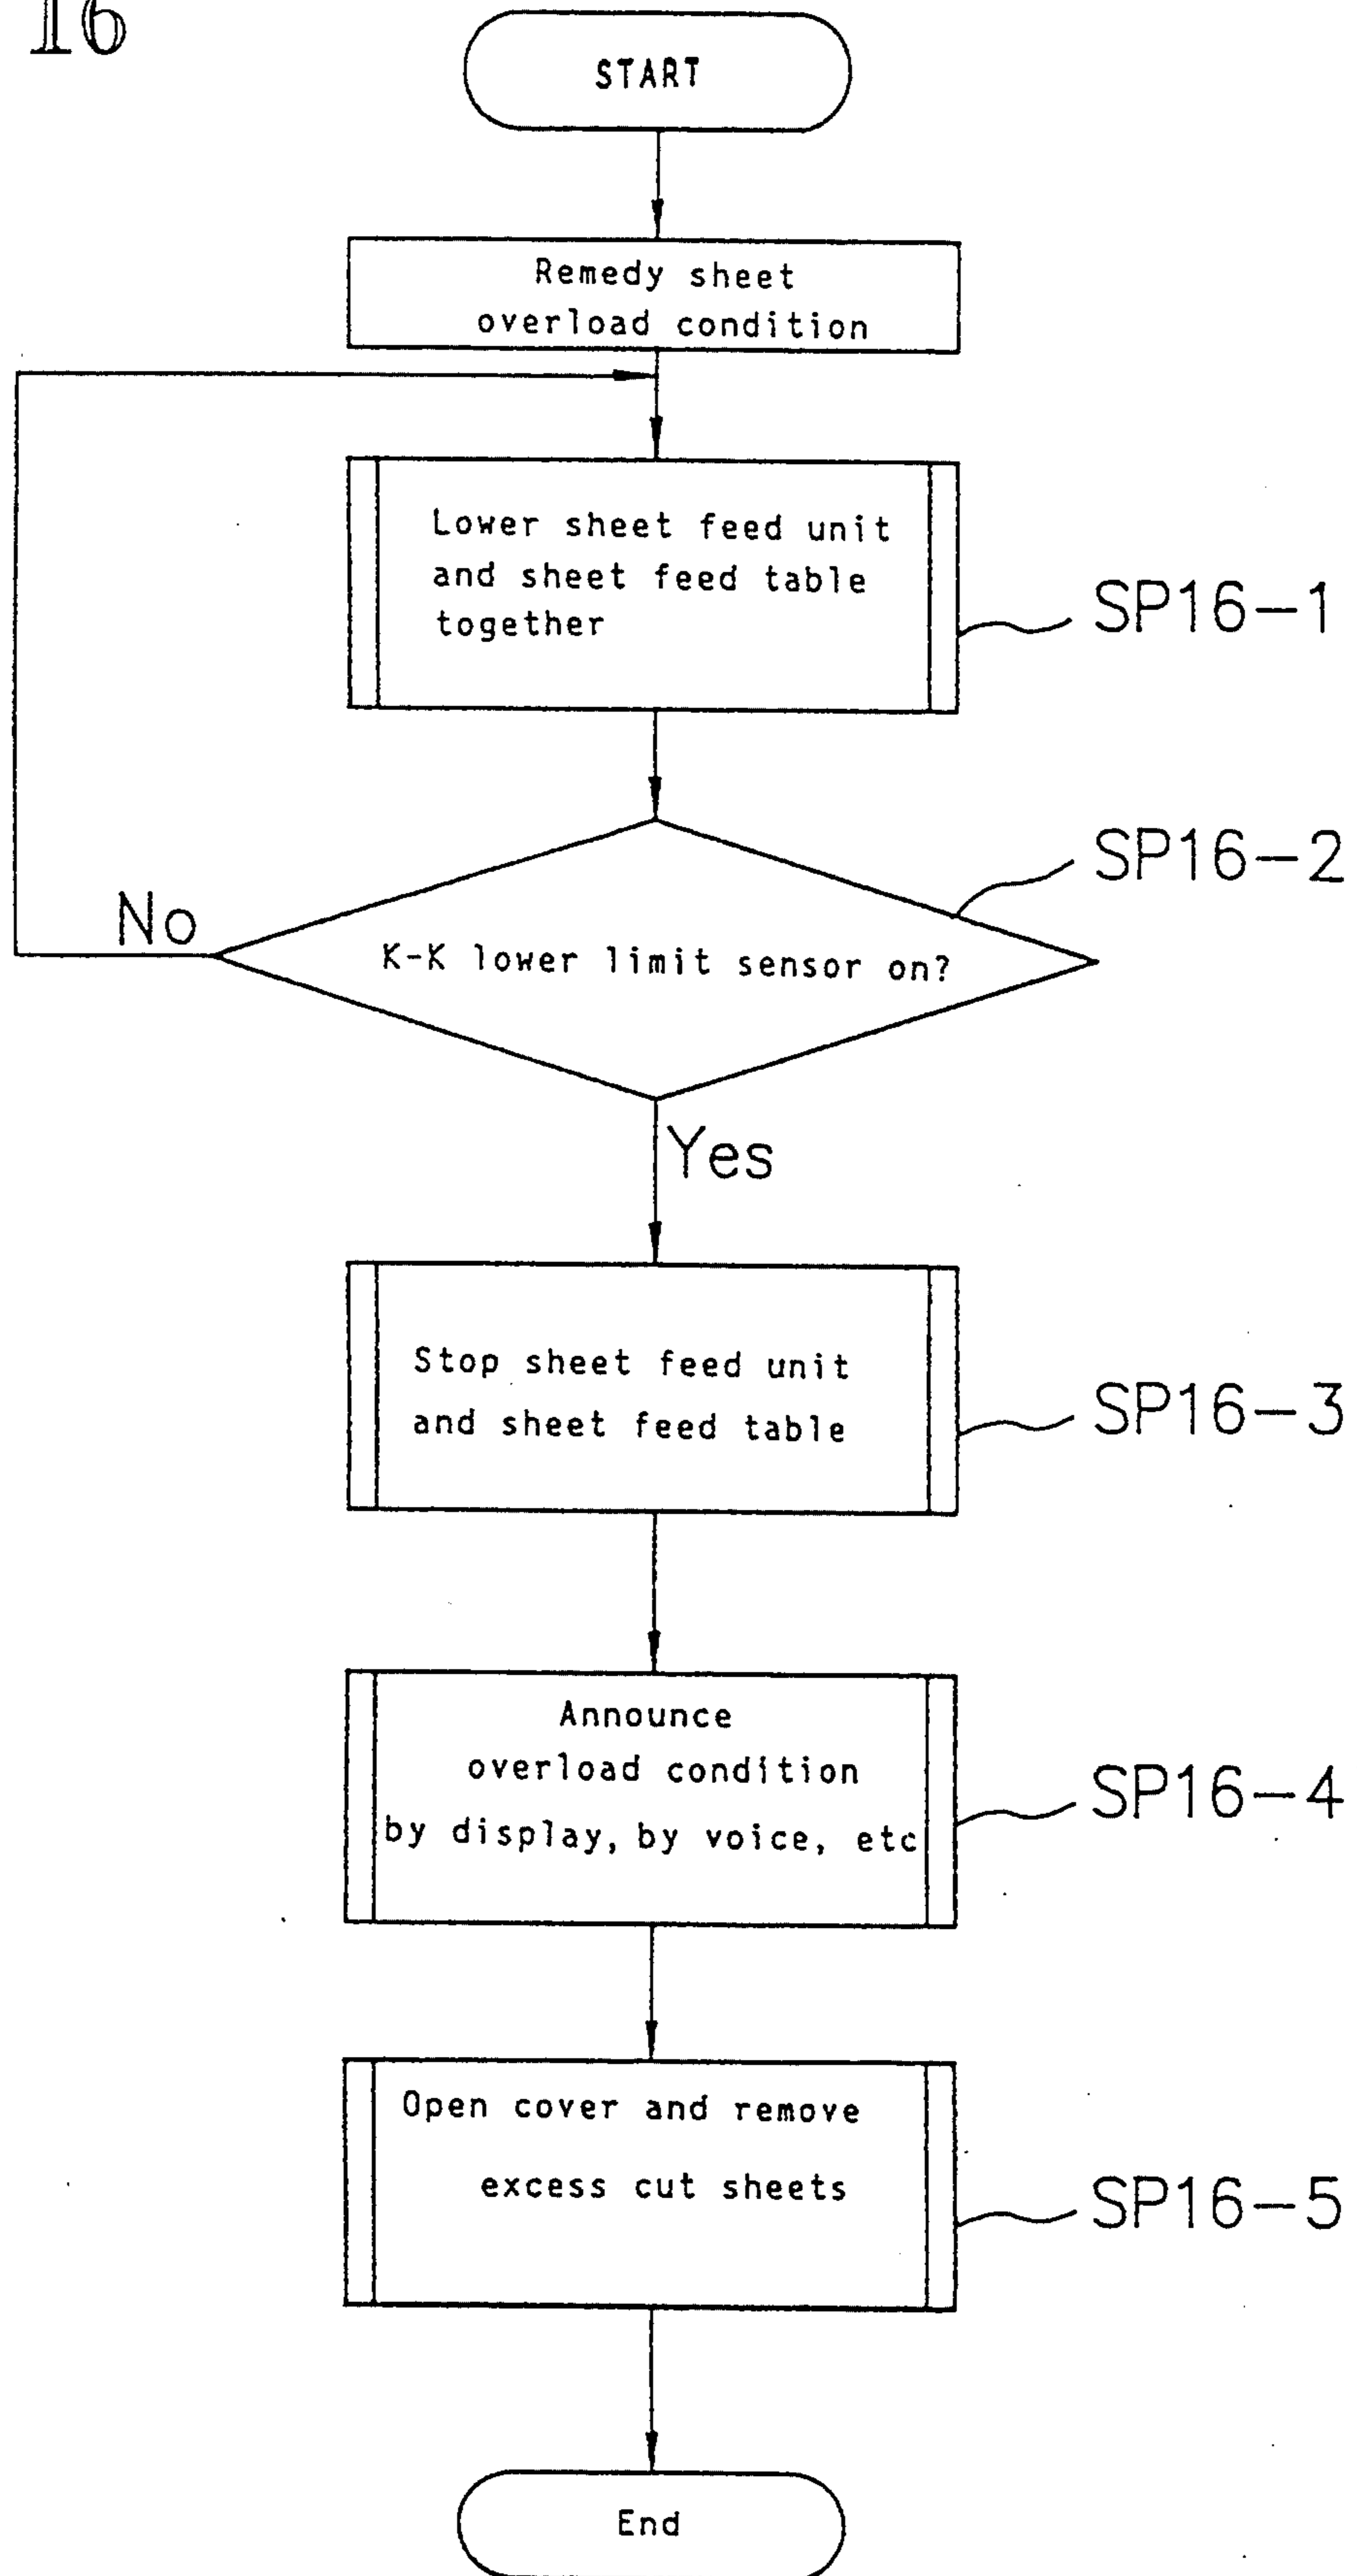 16
START
Remedy sheet
overload condition
Lower sheet feed unit
and sheet feed table
together
SP16-1
SP16-2
No
K-K lower limit sensor on?
Yes
Stop sheet feed unit
and sheet feed table
SP16-3
Announce
overload condition
by display, by voice, etc
SP16-4
Open cover and remove
excess cut sheets
SP16-5
End